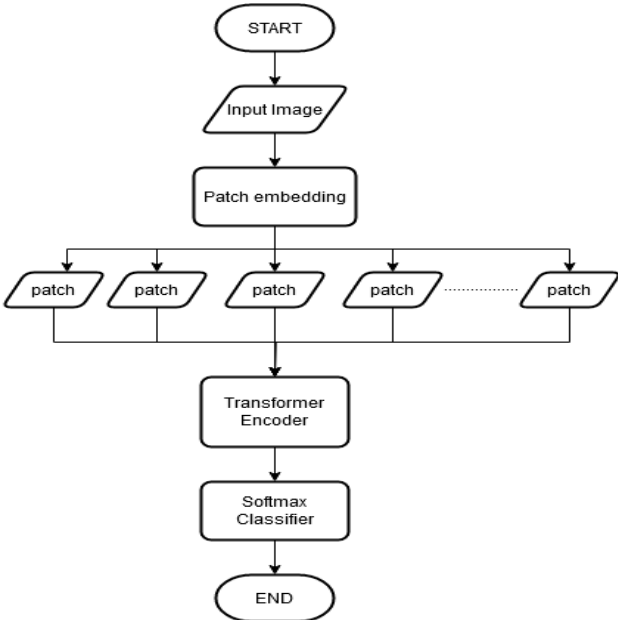 START
Input Image
Patch embedding
patch
patch
patch
patch
patch
Transformer
Encoder
Softmax
Classifier
END